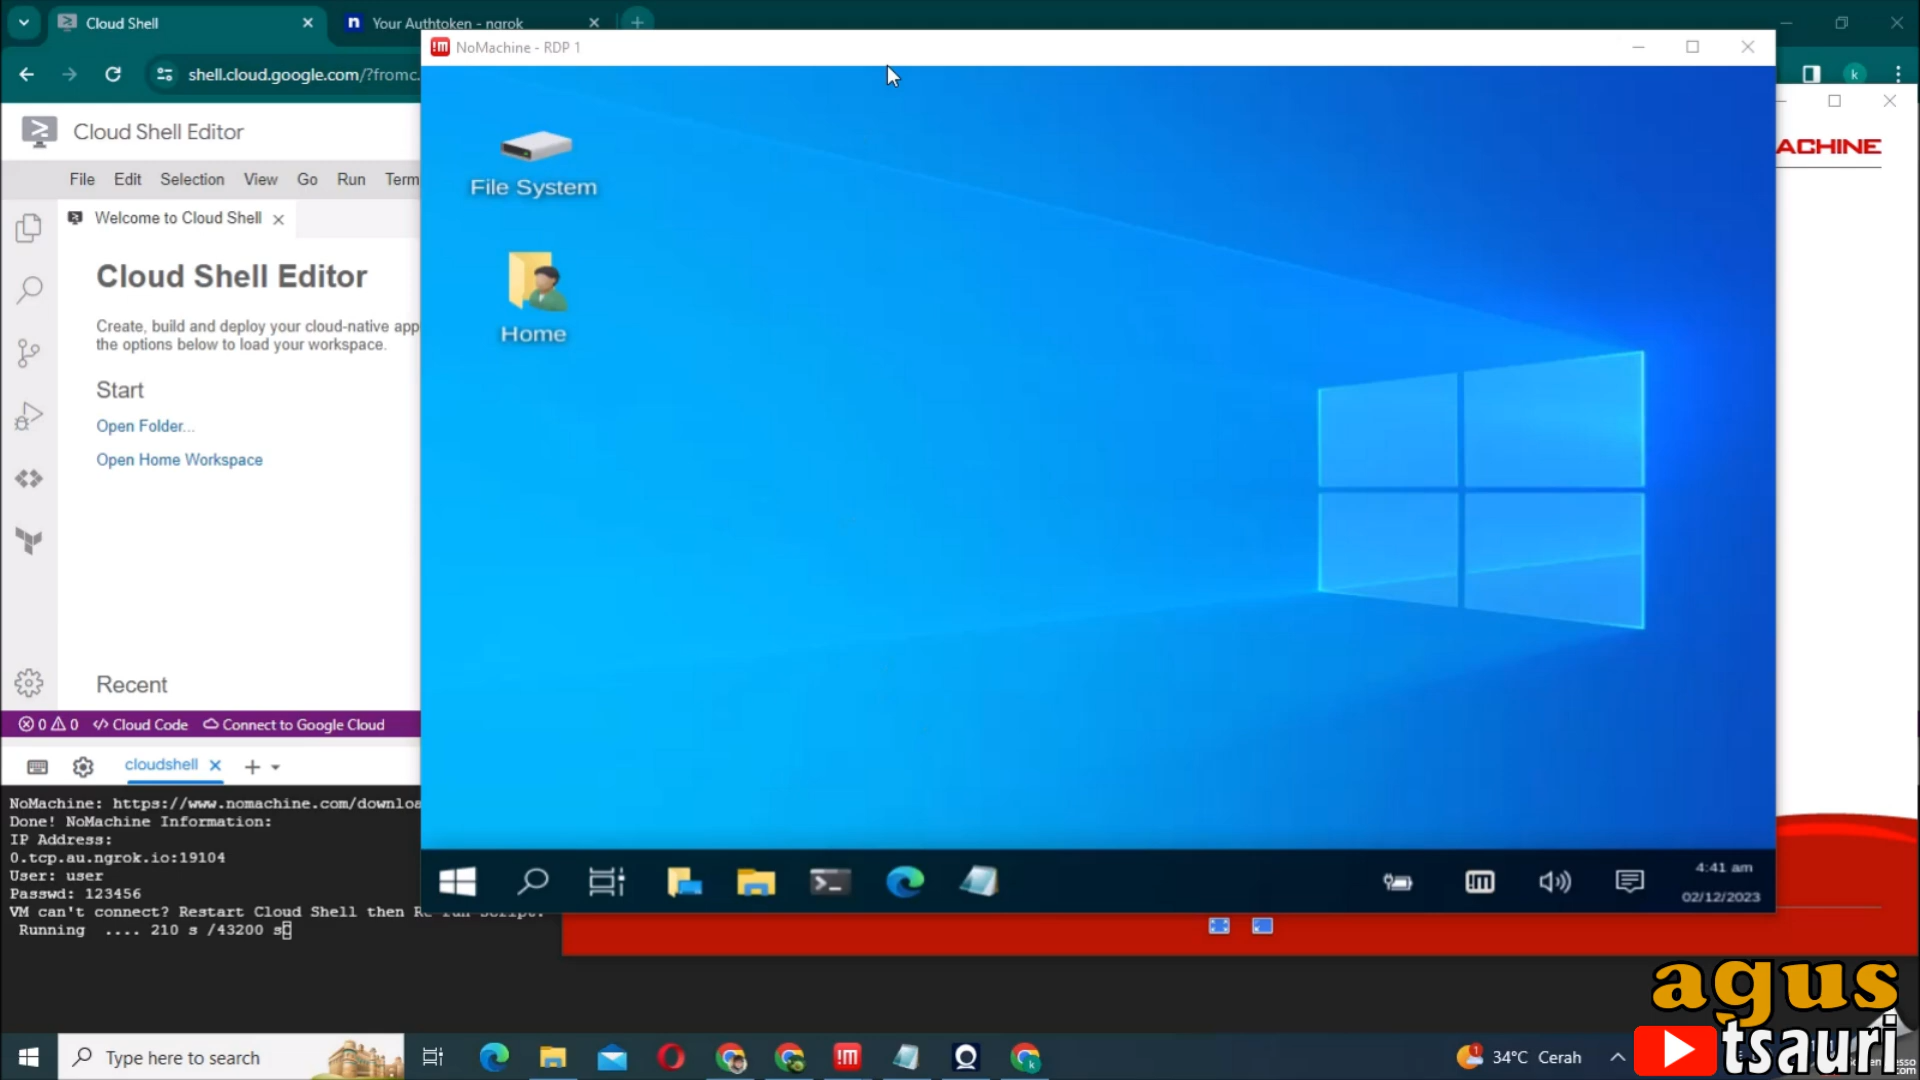 Cloud Shell
Your Authtoken - ngrok
shell.cloud.google.com/?fromc.
NoMachine - RDP 1
k
Cloud Shell Editor
File Edit Selection View Go Run Term
Welcome to Cloud Shell
Cloud Shell Editor
Create, build and deploy your cloud-native app
the options below to load your workspace.
Start
Open Folder...
Open Home Workspace
Recent
0 0 Cloud Code Connect to Google Cloud
cloudshell
NoMachine: https://www.nomachine.com/downloa
Done! NoMachine Information:
IP Address:
0.tcp.au.ngrok.io:19104
User: user
Passwd: 123456
VM can't connect? Restart Cloud Shell then Re-run script.
Running .... 210 s /43200 s
File System
Home
ACHINE
!M
4:41 am
02/12/2023
Type here to search
!M
k
1
34°C Cerah
agus
tsauri